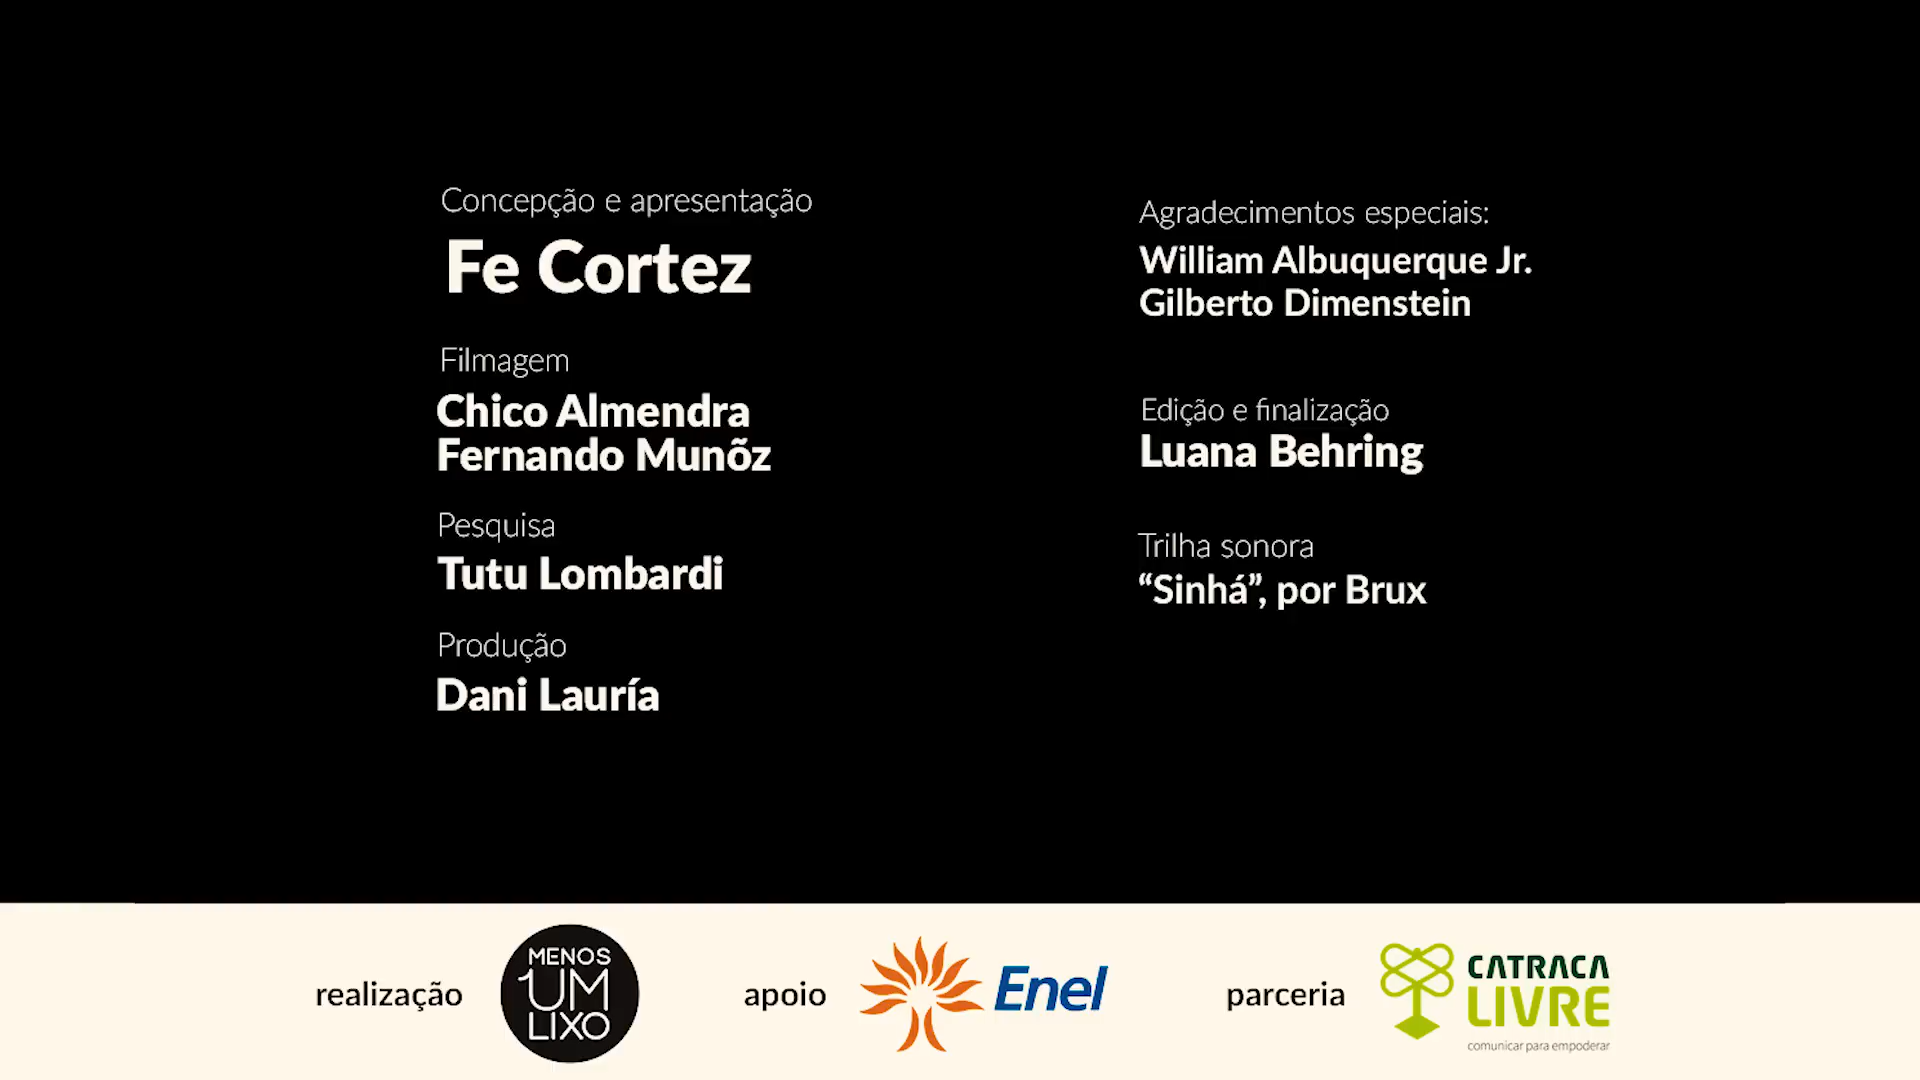 Concepção e apresentação
Fe Cortez
Filmagem
Chico Almendra
Fernando Munõz
Pesquisa
Tutu Lombardi
Produção
Dani Lauría
Agradecimentos especiais:
William Albuquerque Jr.
Gilberto Dimenstein
Edição e finalização
Luana Behring
Trilha sonora
“Sinhá”, por Brux
realização
MENOS
1UM
LIXO
apoio
Enel
parceria
CATRACA
LIVRE
comunicar para empoderar